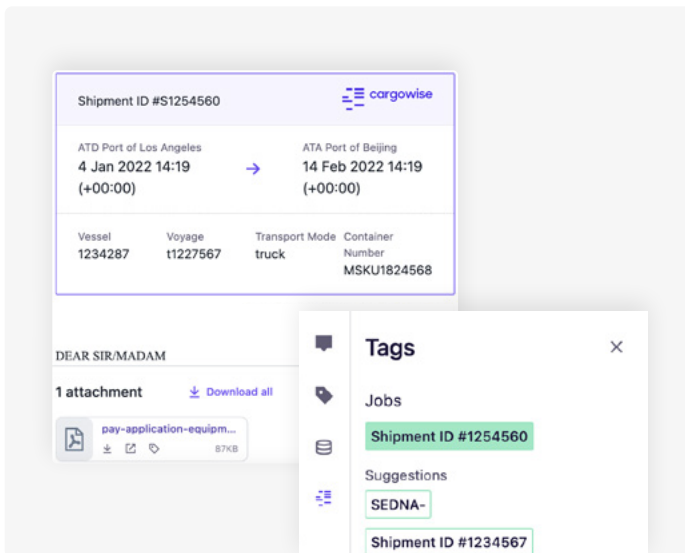 Shipment ID #S1254560
cargowise
ATD Port of Los Angeles
4 Jan 2022 14:19
(+00:00)
ATA Port of Beijing
14 Feb 2022 14:19
(+00:00)
Vessel
1234287
Voyage
t1227567
Transport Mode
truck
Container
Number
MSKU1824568
DEAR SIR/MADAM
1 attachment
Download all
pay-application-equipm...
87KB
Tags
Jobs
Shipment ID #1254560
Suggestions
SEDNA-
Shipment ID #1234567